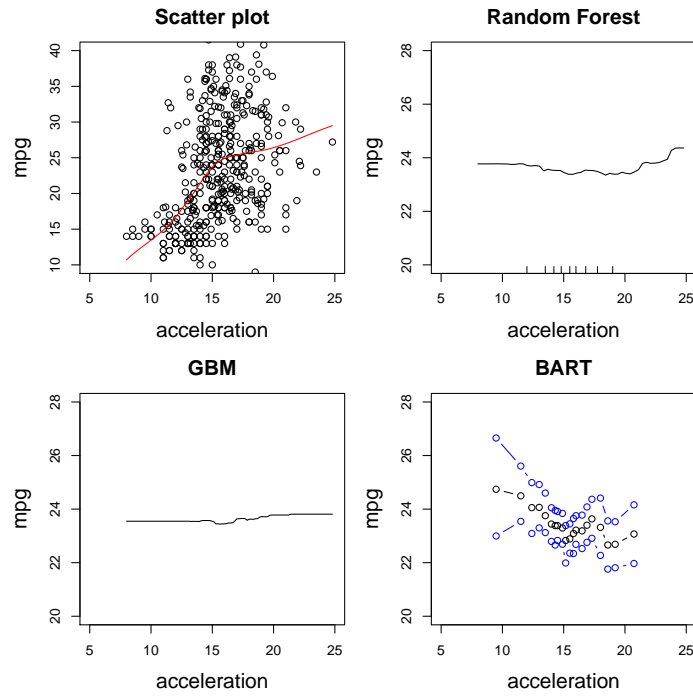 Scatter plot
mpg
10 15 20 25 30 35 40
5 10 15 20 25
acceleration
Random Forest
mpg
20 22 24 26 28
5 10 15 20 25
acceleration
GBM
mpg
20 22 24 26 28
5 10 15 20 25
acceleration
BART
mpg
20 22 24 26 28
5 10 15 20 25
acceleration